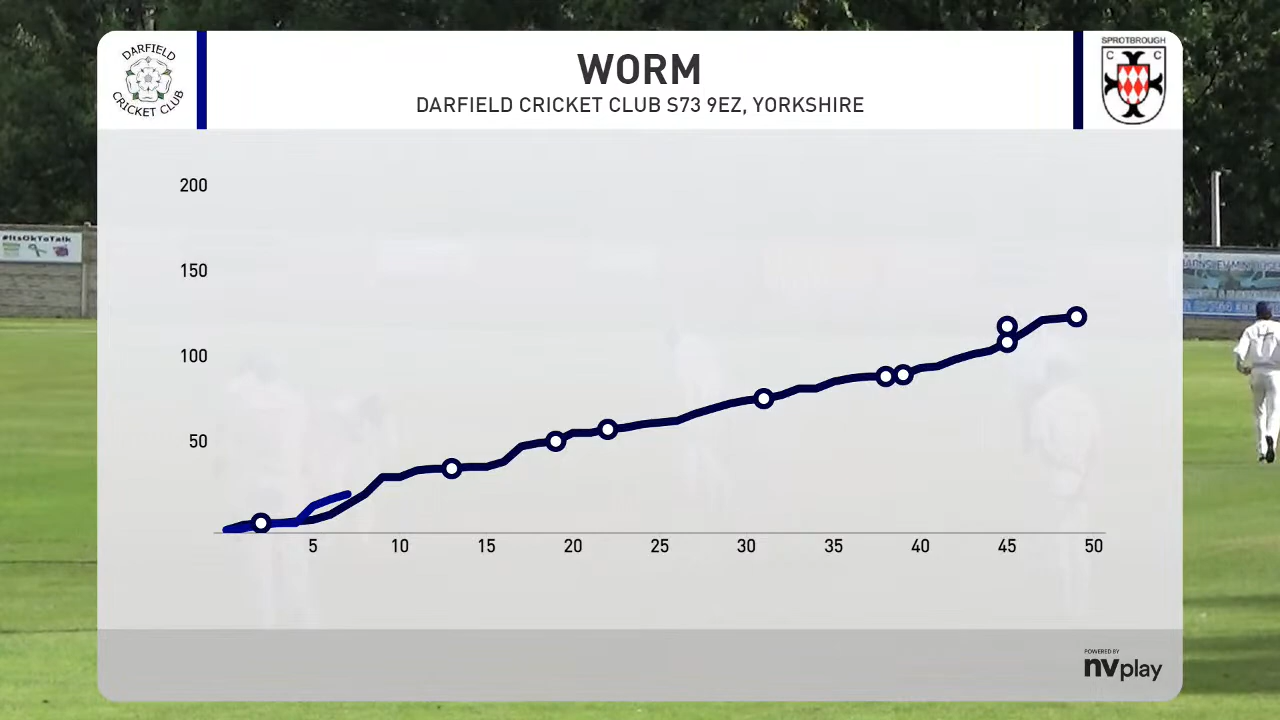 DARFIELD
CRICKET CLUB
WORM
DARFIELD CRICKET CLUB S73 9EZ, YORKSHIRE
SPROTBROUGH
C C
200
150
100
50
5 10 15 20 25 30 35 40 45 50
#ItsOkToTalk
POWERED BY
nvplay